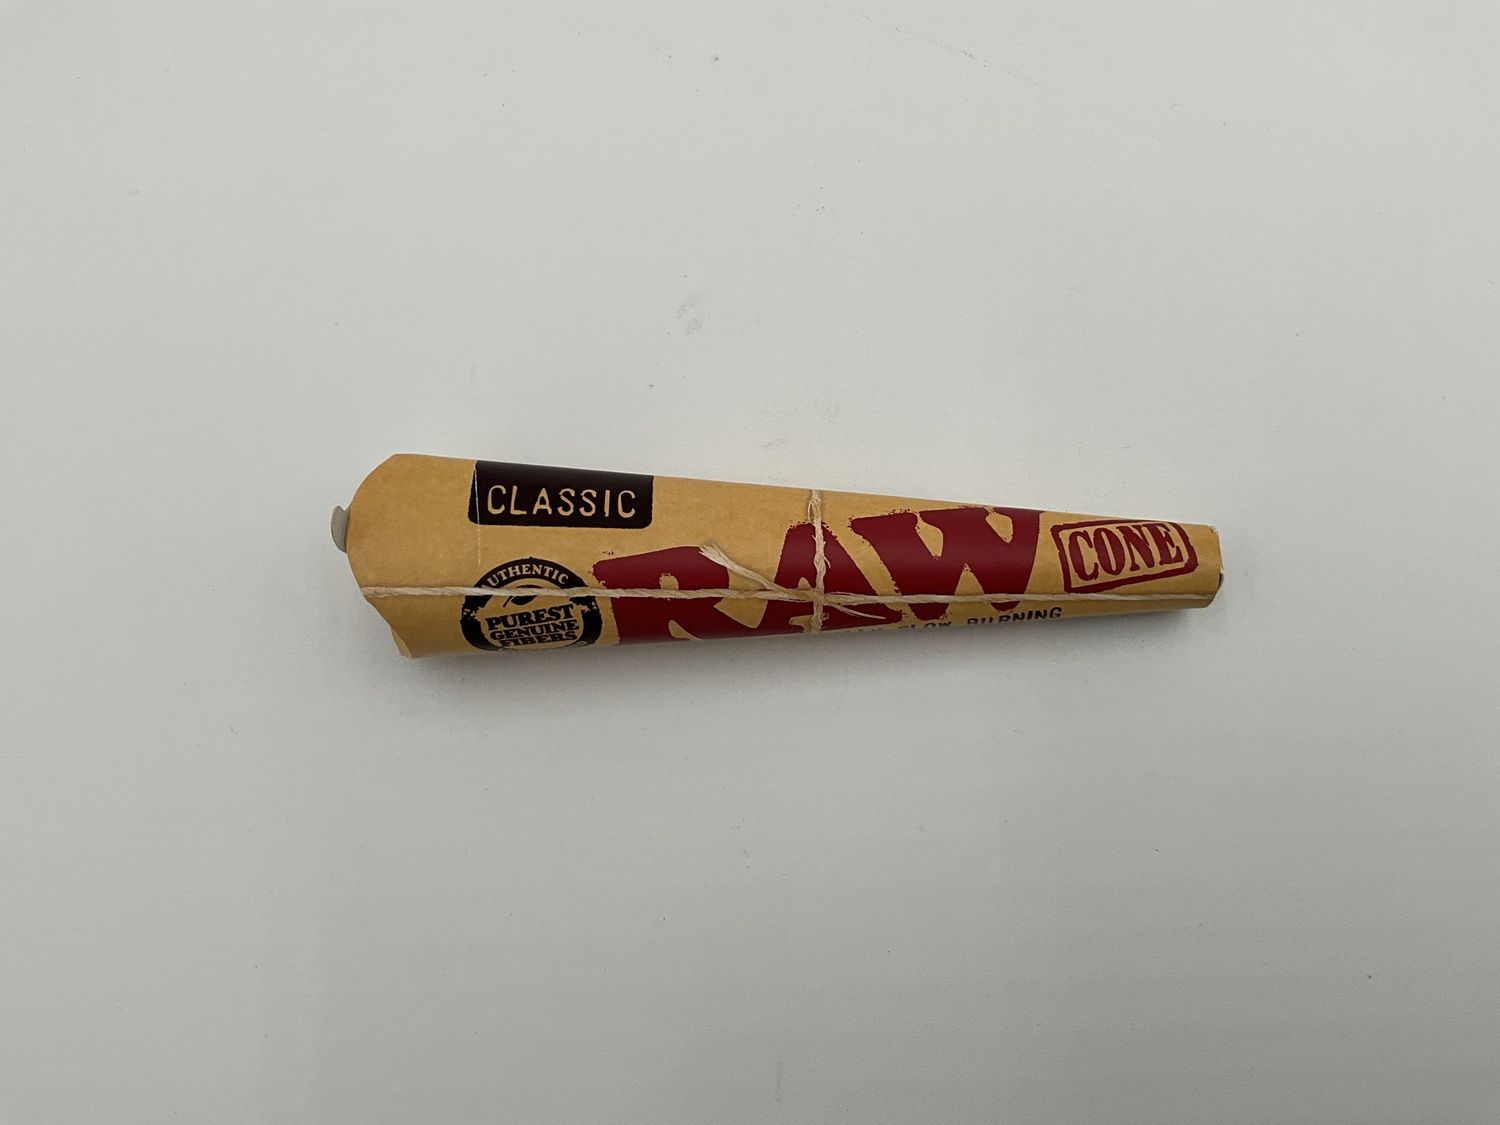 CLASSIC
AUTHENTIC
PUREST
GENUINE
FIBERS
RAW
CONE
SLOW BURNING